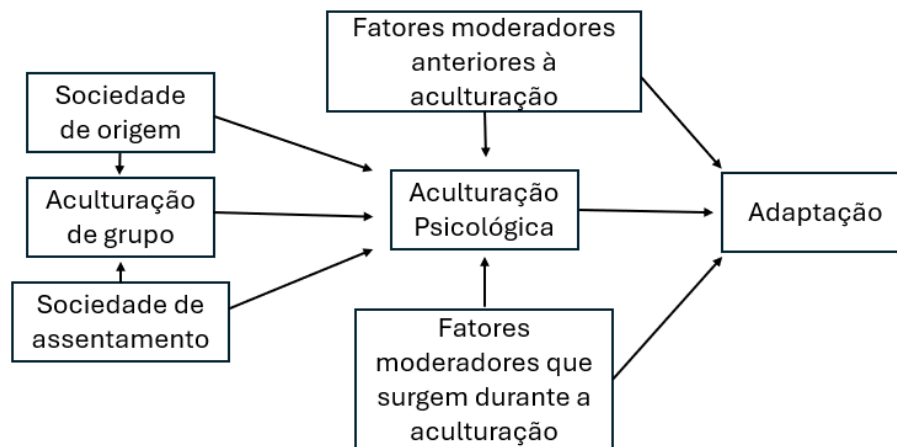 Fatores moderadores
anteriores à
aculturação
Sociedade
de origem
Aculturação
de grupo
Aculturação
Psicológica
Adaptação
Sociedade de
assentamento
Fatores
moderadores que
surgem durante a
aculturação